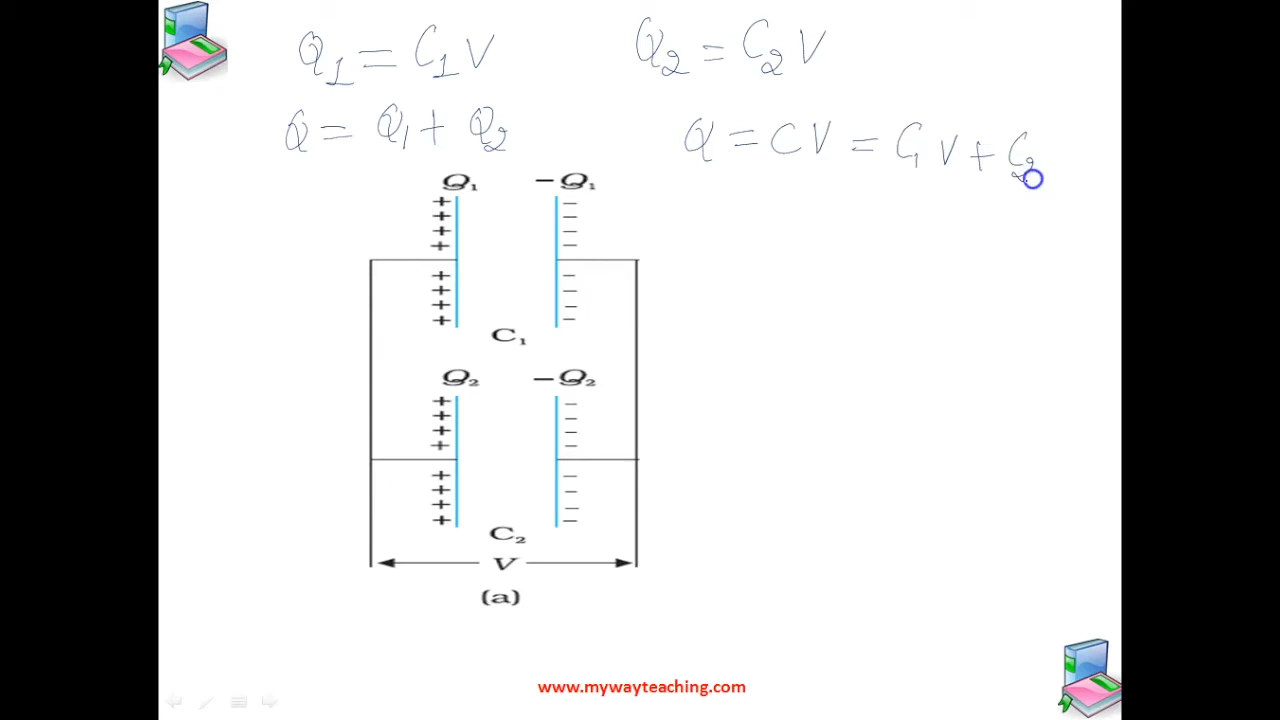 Q₁ = C₁V Q₂ = C₂V
Q = Q₁ + Q₂ Q = CV = C₁V + C₂
Q₁ −Q₁
+ −
+ −
+ −
+ −
+ −
+ −
+ −
+ −
C₁
Q₂ −Q₂
+ −
+ −
+ −
+ −
+ −
+ −
+ −
+ −
C₂
V
(a)
www.mywayteaching.com